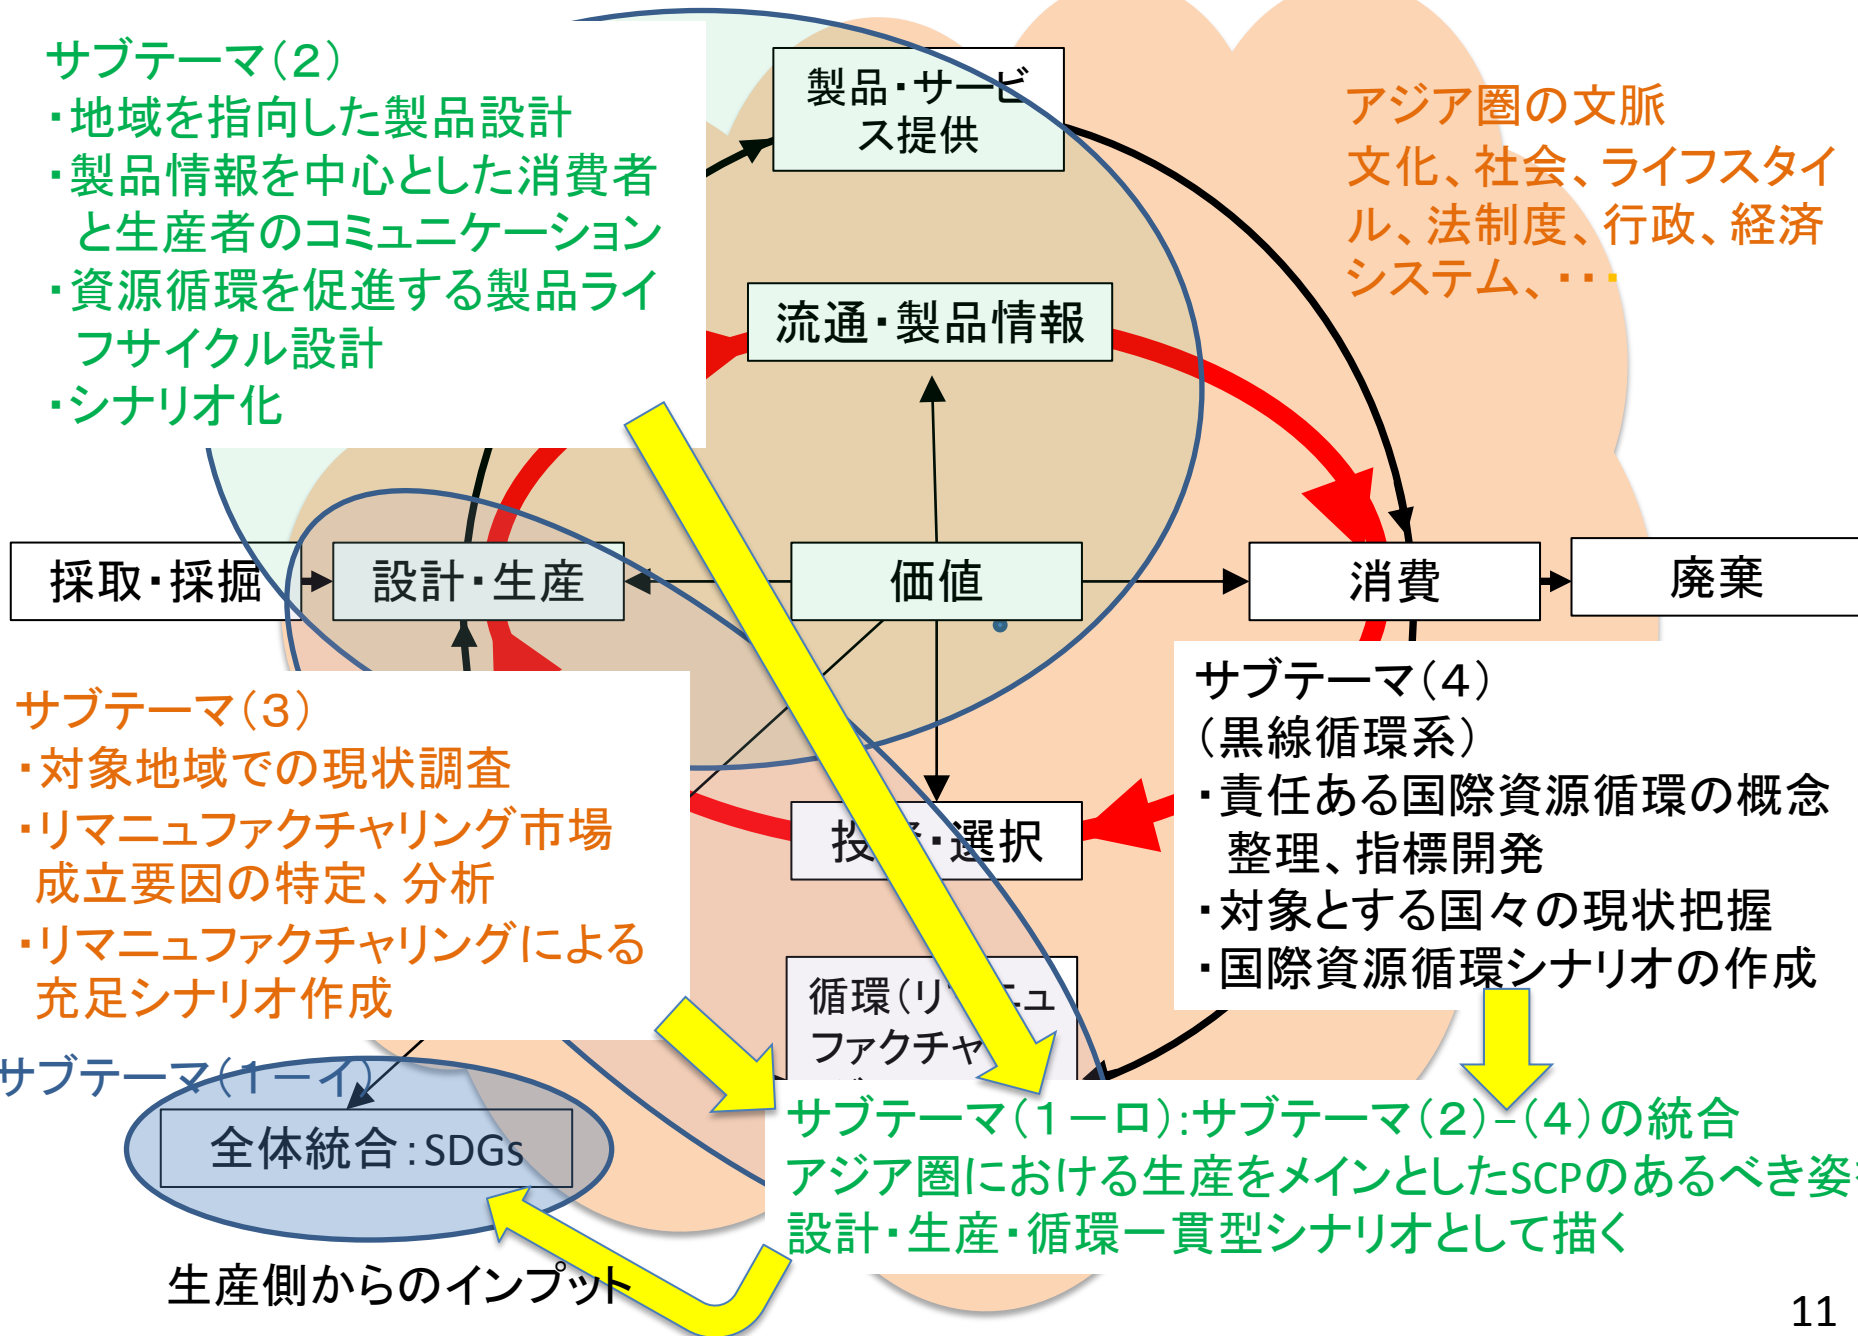 サブテーマ（２）
・地域を指向した製品設計
・製品情報を中心とした消費者
と生産者のコミュニケーション
・資源循環を促進する製品ライ
フサイクル設計
・シナリオ化
製品・サービ
ス提供
アジア圏の文脈
文化、社会、ライフスタイ
ル、法制度、行政、経済
システム、・・・
流通・製品情報
採取・採掘
設計・生産
価値
消費
廃棄
サブテーマ（３）
・対象地域での現状調査
・リマニュファクチャリング市場
成立要因の特定、分析
・リマニュファクチャリングによる
充足シナリオ作成
サブテーマ（４）
（黒線循環系）
・責任ある国際資源循環の概念
整理、指標開発
・対象とする国々の現状把握
・国際資源循環シナリオの作成
・選択
循環（リ
ファクチャ
サブテーマ（１－イ）
全体統合：SDGs
サブテーマ（１－ロ）：サブテーマ（２）–（４）の統合
アジア圏における生産をメインとしたSCPのあるべき姿
設計・生産・循環一貫型シナリオとして描く
生産側からのインプット
11